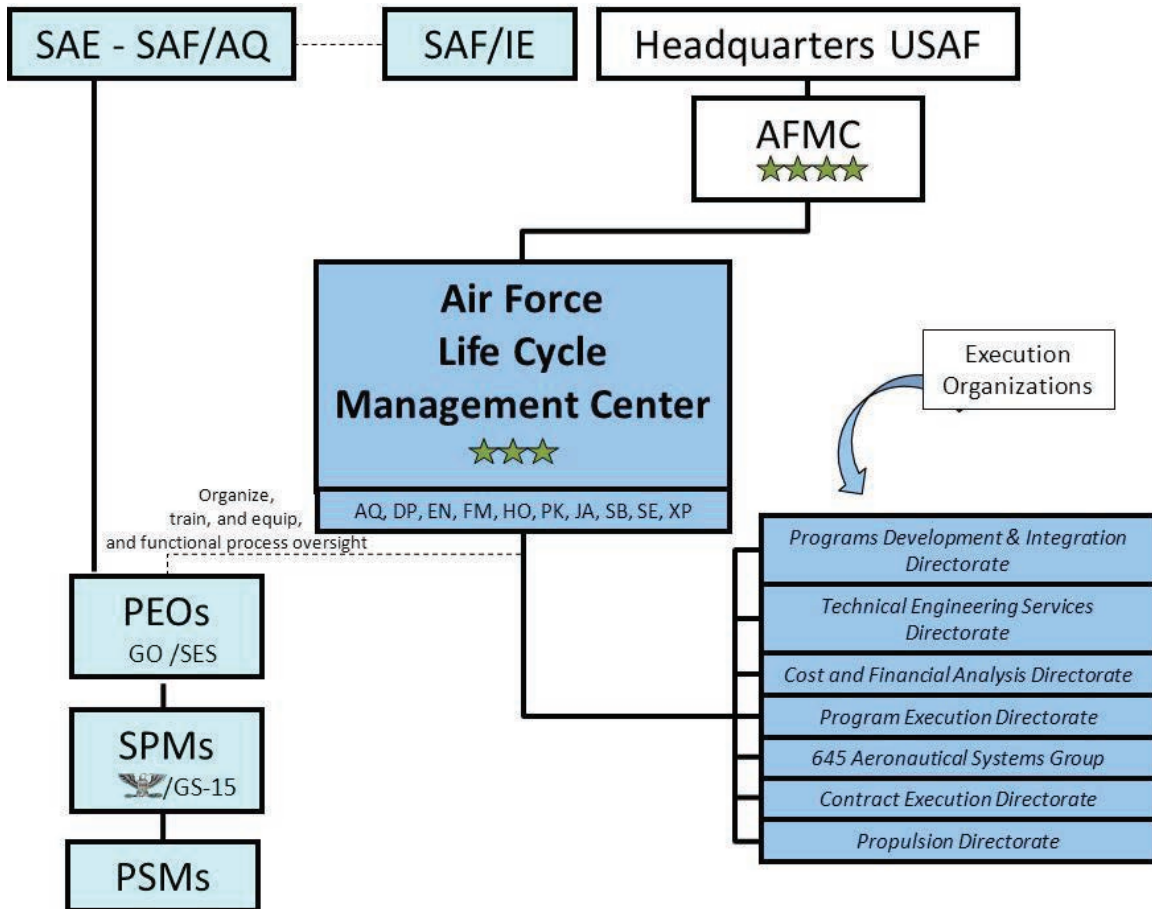 SAE - SAF/AQ
SAF/IE
Headquarters USAF
AFMC
Air Force
Life Cycle
Management Center
AQ, DP, EN, FM, HO, PK, JA, SB, SE, XP
Execution
Organizations
Organize,
train, and equip,
and functional process oversight
PEOs
GO /SES
SPMs
/GS-15
PSMs
Programs Development & Integration
Directorate
Technical Engineering Services
Directorate
Cost and Financial Analysis Directorate
Program Execution Directorate
645 Aeronautical Systems Group
Contract Execution Directorate
Propulsion Directorate